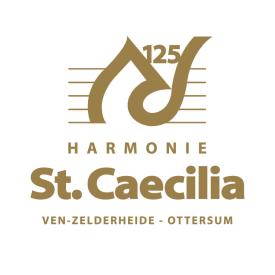 125
HARMONIE
St. Caecilia
VEN-ZELDERHEIDE - OTTERSUM